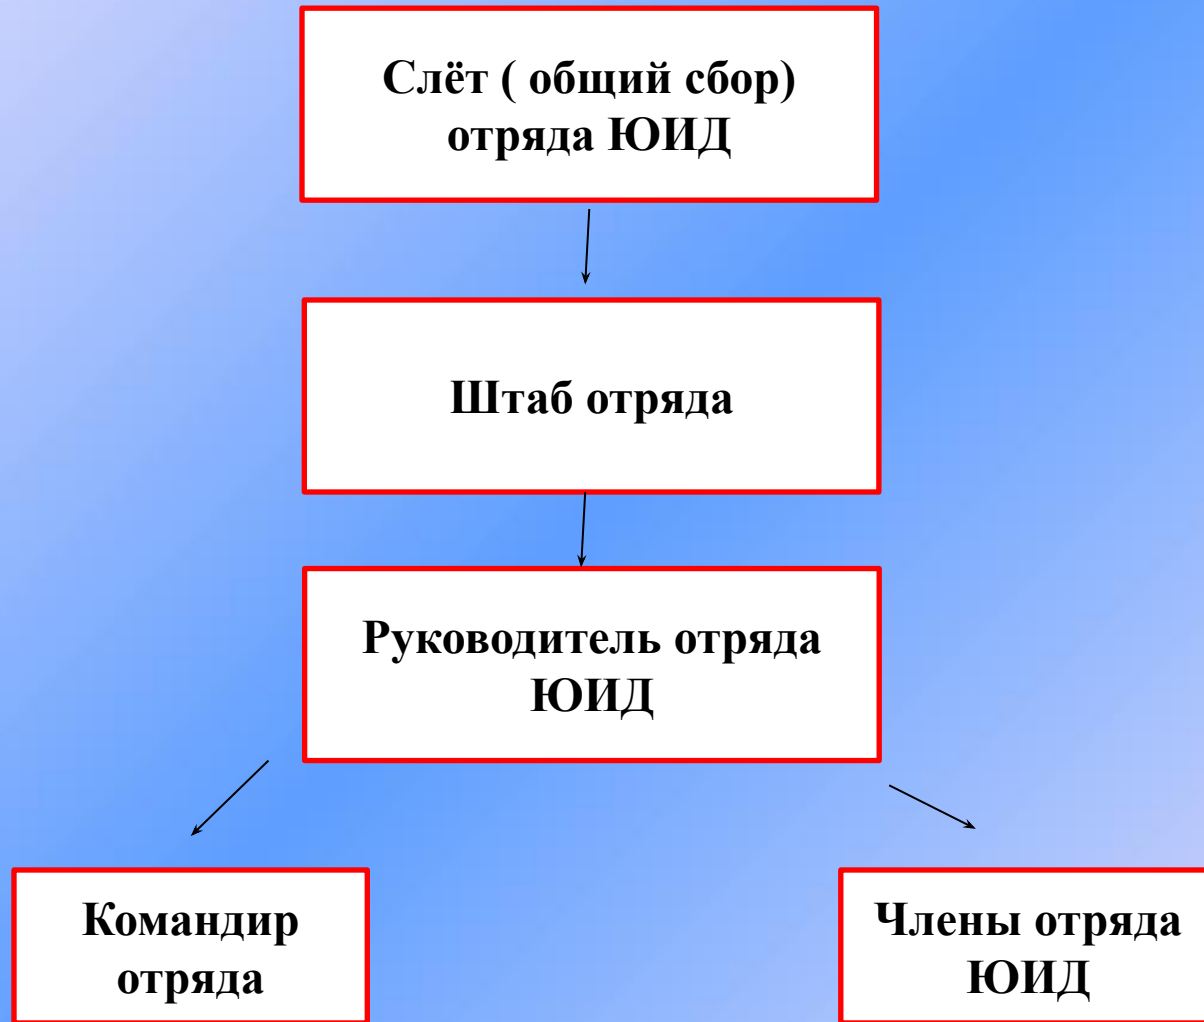 Слёт ( общий сбор)
отряда ЮИД
Штаб отряда
Руководитель отряда
ЮИД
Командир
отряда
Члены отряда
ЮИД